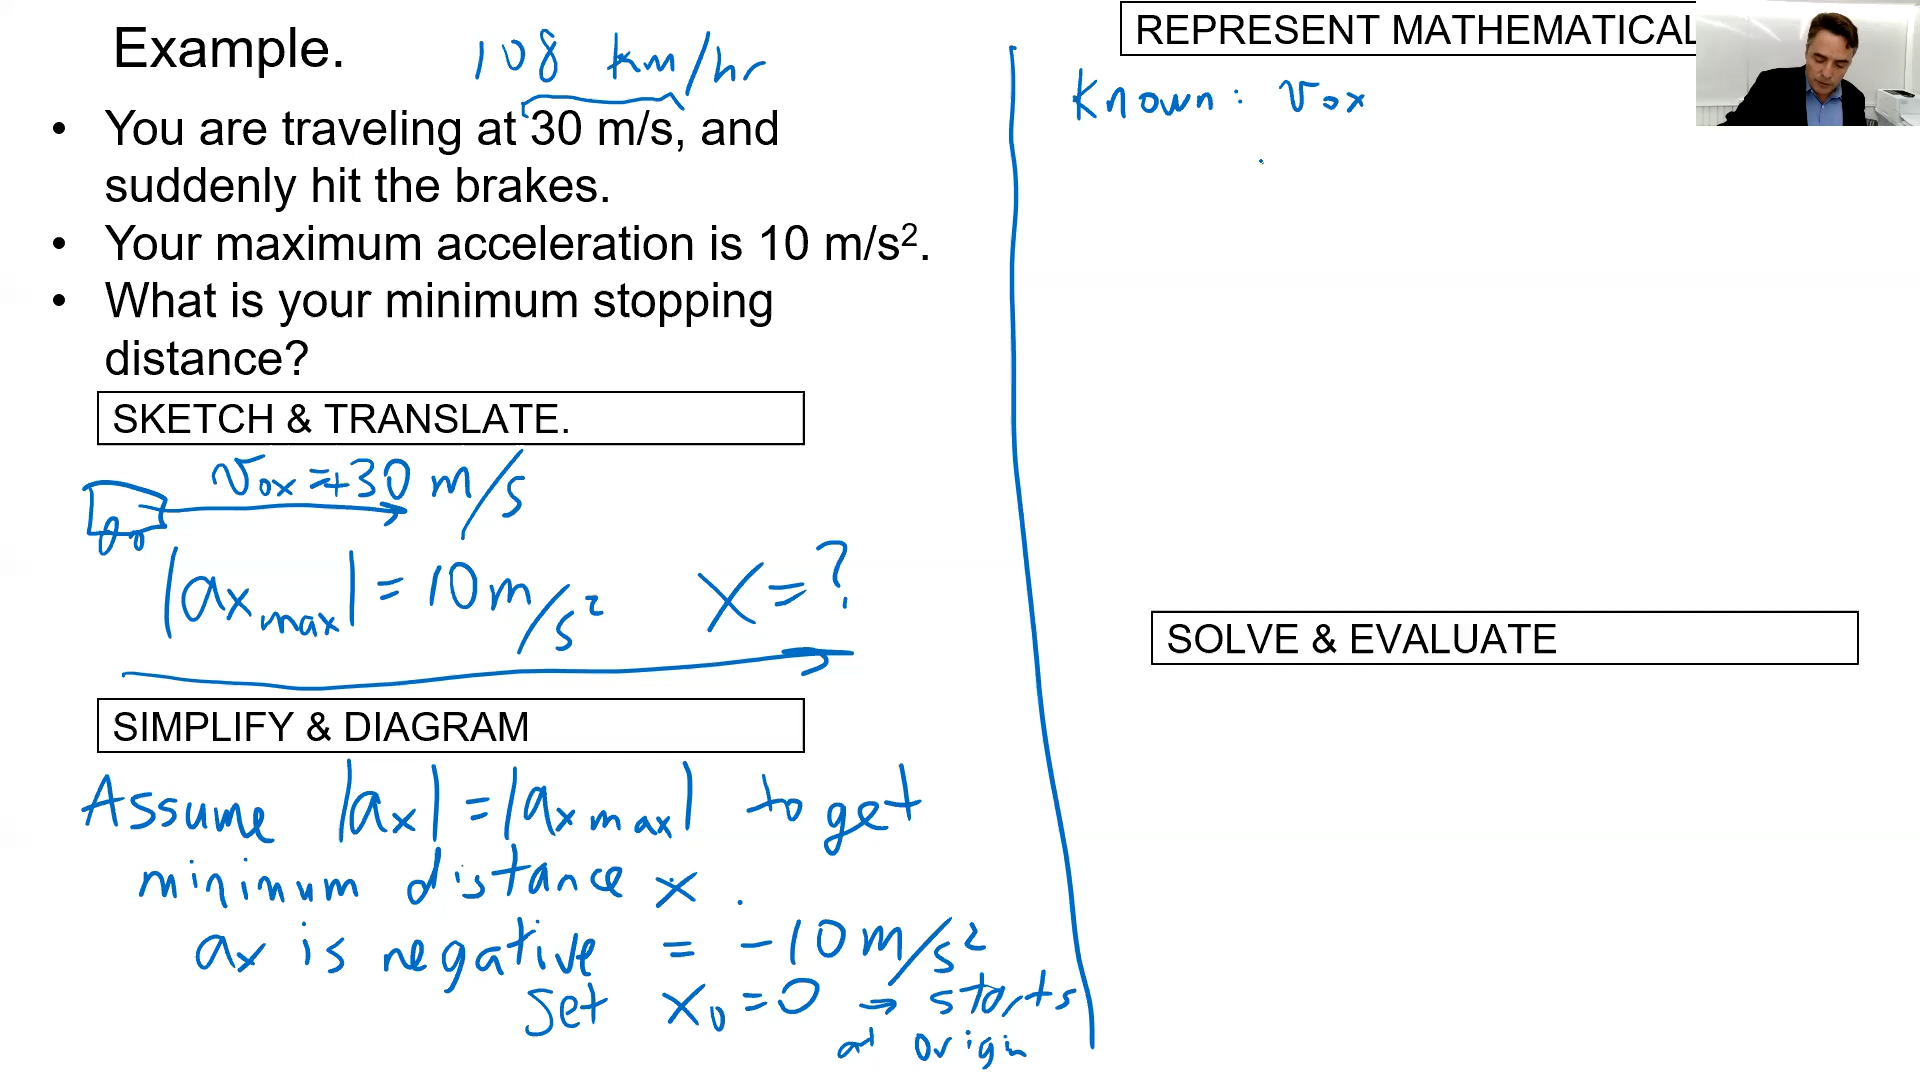 Example.
108 km/hr
• You are traveling at 30 m/s, and
suddenly hit the brakes.
• Your maximum acceleration is 10 m/s².
• What is your minimum stopping
distance?
SKETCH & TRANSLATE.
v₀ₓ = +30 m/s
|aₓ max| = 10 m/s² x = ?
SIMPLIFY & DIAGRAM
Assume |aₓ| = |aₓ max| to get
minimum distance x.
aₓ is negative = -10 m/s²
Set x₀ = 0 → starts
at origin
REPRESENT MATHEMATICAL
Known: v₀ₓ
SOLVE & EVALUATE